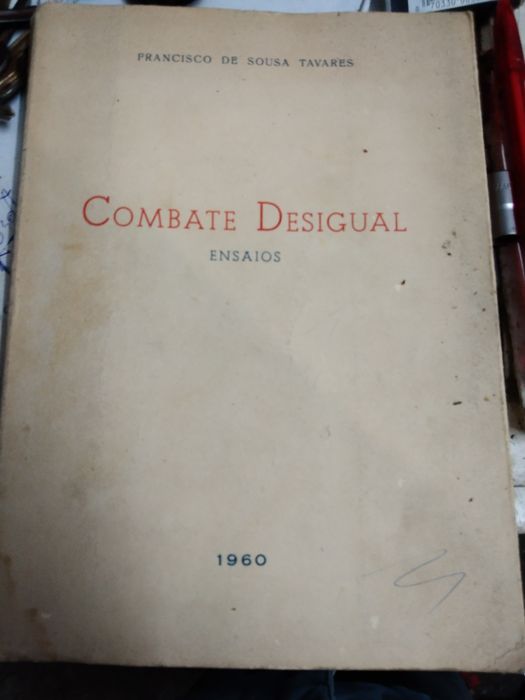 FRANCISCO DE SOUSA TAVARES
COMBATE DESIGUAL
ENSAIOS
1960